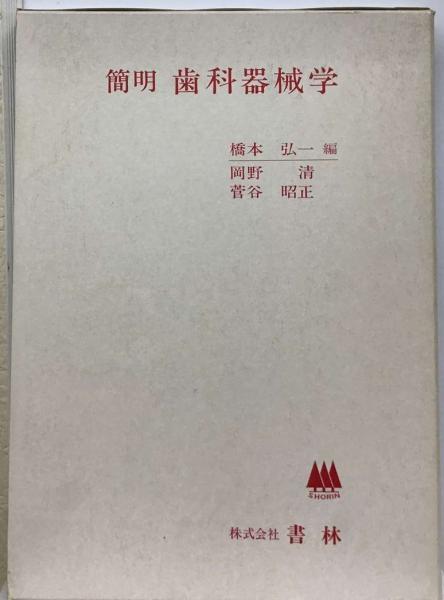 簡明 歯科器械学
橋本 弘一 編
岡野 清
菅谷 昭正
SHORIN
株式会社 書林